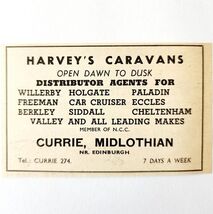 HARVEY'S CARAVANS
OPEN DAWN TO DUSK
DISTRIBUTOR AGENTS FOR
WILLERBY HOLGATE PALADIN
FREEMAN CAR CRUISER ECCLES
BERKLEY SIDDALL CHELTENHAM
VALLEY AND ALL LEADING MAKES
MEMBER OF N.C.C.
CURRIE, MIDLOTHIAN
NR. EDINBURGH
Tel.: CURRIE 274. 7 DAYS A WEEK